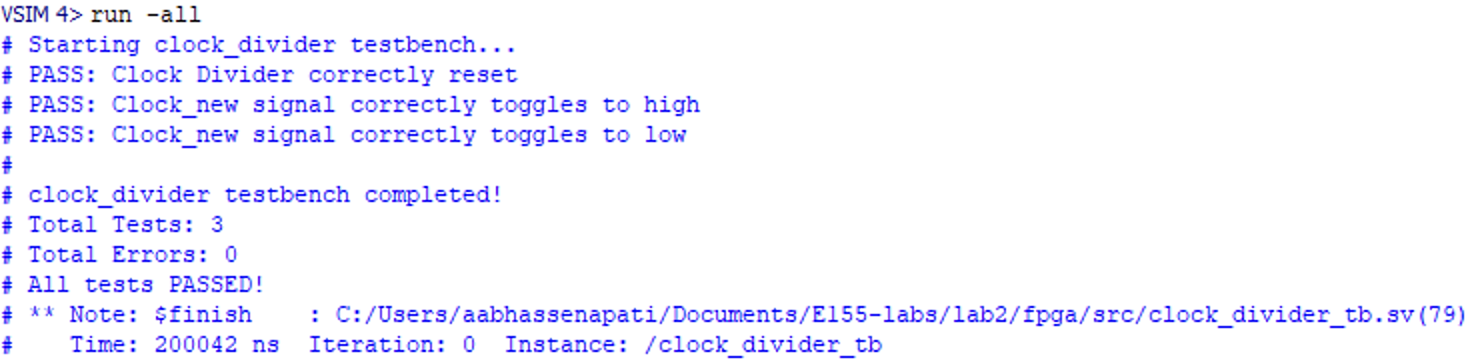 VSIM 4> run -all
# Starting clock_divider testbench...
# PASS: Clock Divider correctly reset
# PASS: Clock_new signal correctly toggles to high
# PASS: Clock_new signal correctly toggles to low
#
# clock_divider testbench completed!
# Total Tests: 3
# Total Errors: 0
# All tests PASSED!
# ** Note: $finish    : C:/Users/aabhassenapati/Documents/E155-labs/lab2/fpga/src/clock_divider_tb.sv(79)
#    Time: 200042 ns  Iteration: 0  Instance: /clock_divider_tb